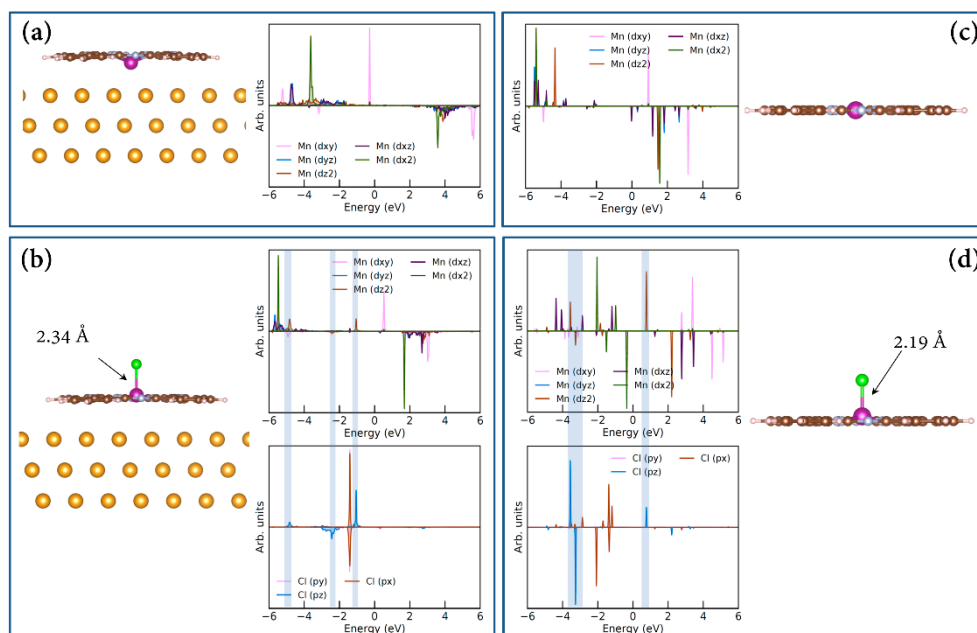 (a)
Arb. units
Mn (dxy)
Mn (dxz)
Mn (dyz)
Mn (dx2)
Mn (dz2)
−6 −4 −2 0 2 4 6
Energy (eV)
(c)
Arb. units
Mn (dxy)
Mn (dxz)
Mn (dyz)
Mn (dx2)
Mn (dz2)
−6 −4 −2 0 2 4 6
Energy (eV)
(b)
2.34 Å
Arb. units
Mn (dxy)
Mn (dxz)
Mn (dyz)
Mn (dx2)
Mn (dz2)
−6 −4 −2 0 2 4 6
Energy (eV)
Arb. units
Cl (py)
Cl (px)
Cl (pz)
−6 −4 −2 0 2 4 6
Energy (eV)
(d)
2.19 Å
Arb. units
Mn (dxy)
Mn (dxz)
Mn (dyz)
Mn (dx2)
Mn (dz2)
−6 −4 −2 0 2 4 6
Energy (eV)
Arb. units
Cl (py)
Cl (px)
Cl (pz)
−6 −4 −2 0 2 4 6
Energy (eV)